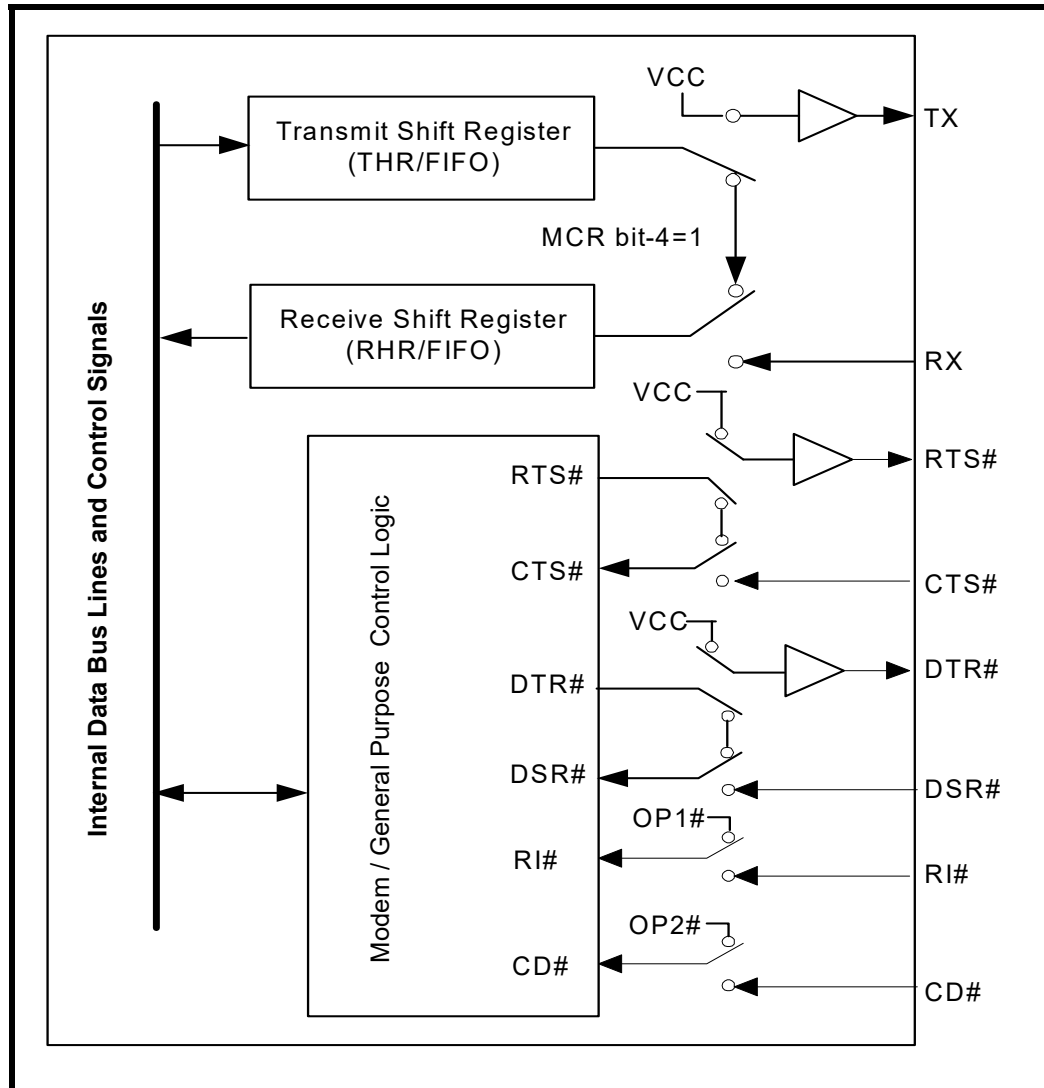 VCC
TX
Transmit Shift Register
(THR/FIFO)
MCR bit-4=1
Receive Shift Register
(RHR/FIFO)
RX
VCC
RTS#
RTS#
CTS#
CTS#
VCC
DTR#
DTR#
DSR#
DSR#
OP1#
RI#
RI#
OP2#
CD#
CD#
Internal Data Bus Lines and Control Signals
Modem / General Purpose Control Logic